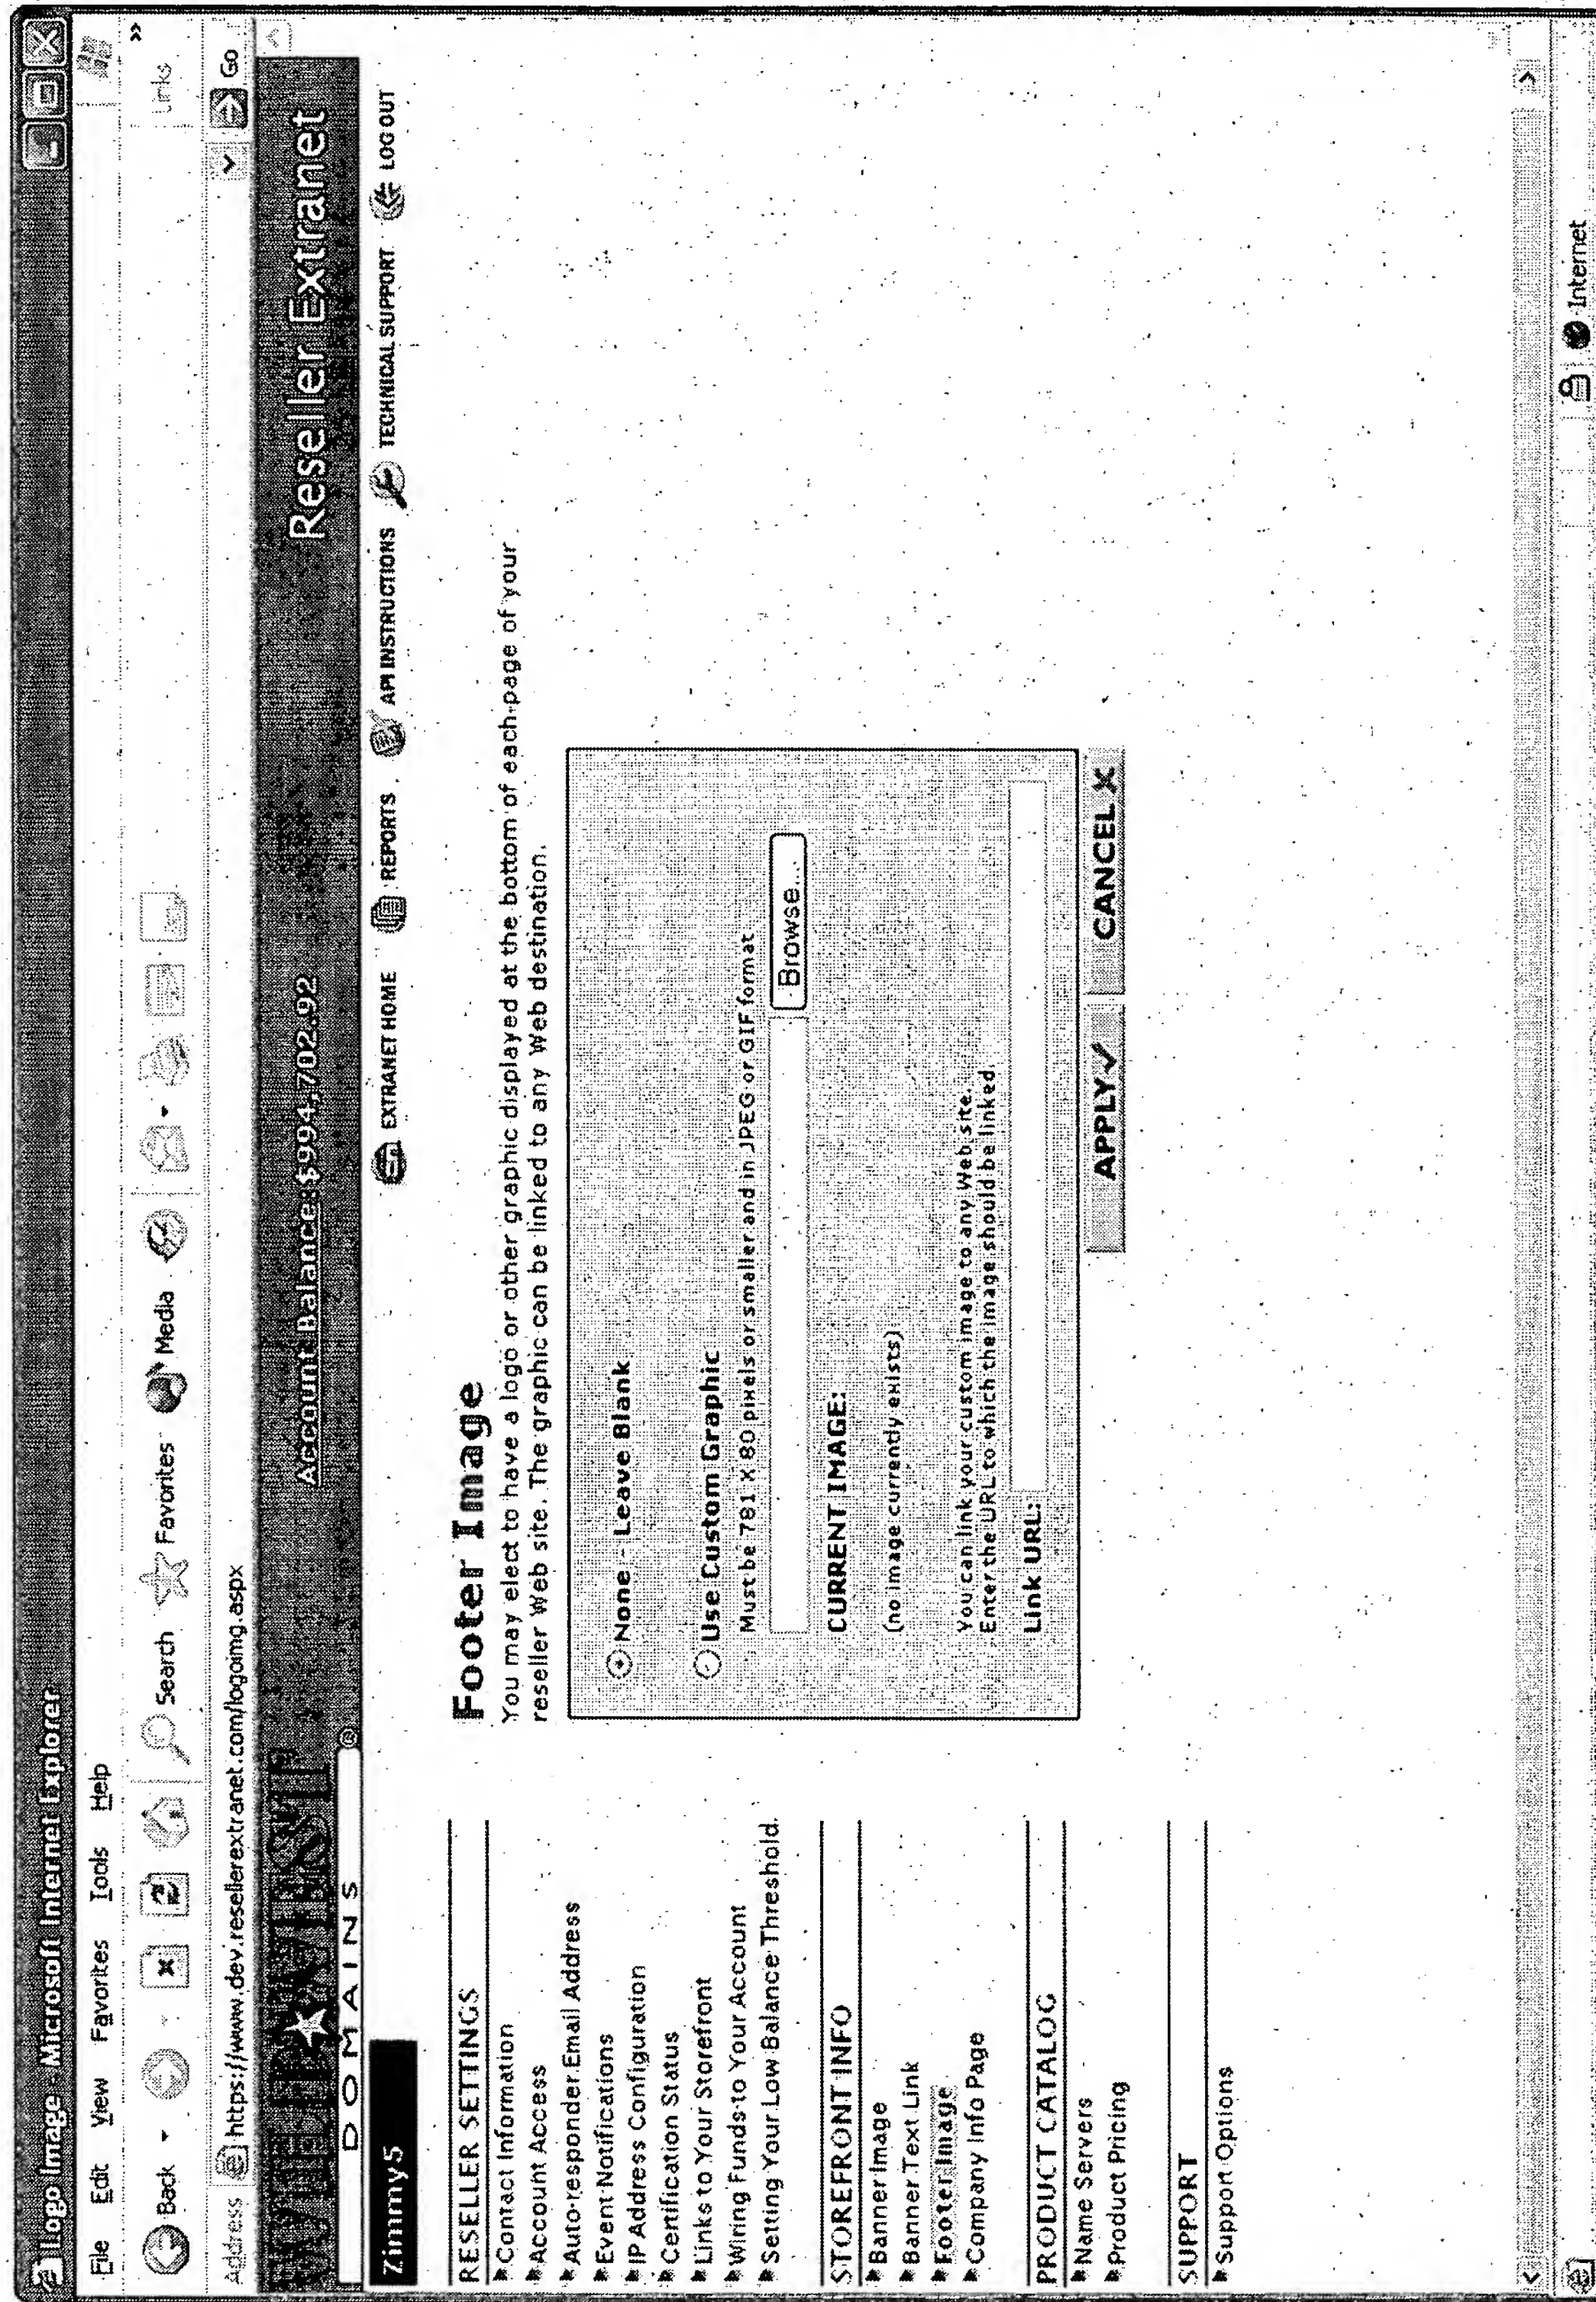 Logo Image - Microsoft Internet Explorer
File Edit View Favorites Tools Help
Back Search Favorites Media
Links »
Address https://www.dev.resellerextranet.com/logoimg.aspx Go
DOMAINS ®
Account Balance: $994,702.92
Reseller Extranet
Zimmy5
EXTRANET HOME REPORTS API INSTRUCTIONS TECHNICAL SUPPORT LOG OUT
RESELLER SETTINGS
Contact Information
Account Access
Auto-responder Email Address
Event Notifications
IP Address Configuration
Certification Status
Links to Your Storefront
Wiring Funds to Your Account
Setting Your Low Balance Threshold
STOREFRONT INFO
Banner Image
Banner Text Link
Footer Image
Company Info Page
PRODUCT CATALOG
Name Servers
Product Pricing
SUPPORT
Support Options
Footer Image
You may elect to have a logo or other graphic displayed at the bottom of each page of your
reseller Web site. The graphic can be linked to any Web destination.
None - Leave Blank
Use Custom Graphic
Must be 781 X 80 pixels or smaller and in JPEG or GIF format
Browse...
CURRENT IMAGE:
(no image currently exists)
You can link your custom image to any Web site.
Enter the URL to which the image should be linked.
Link URL:
APPLY CANCEL X
Internet